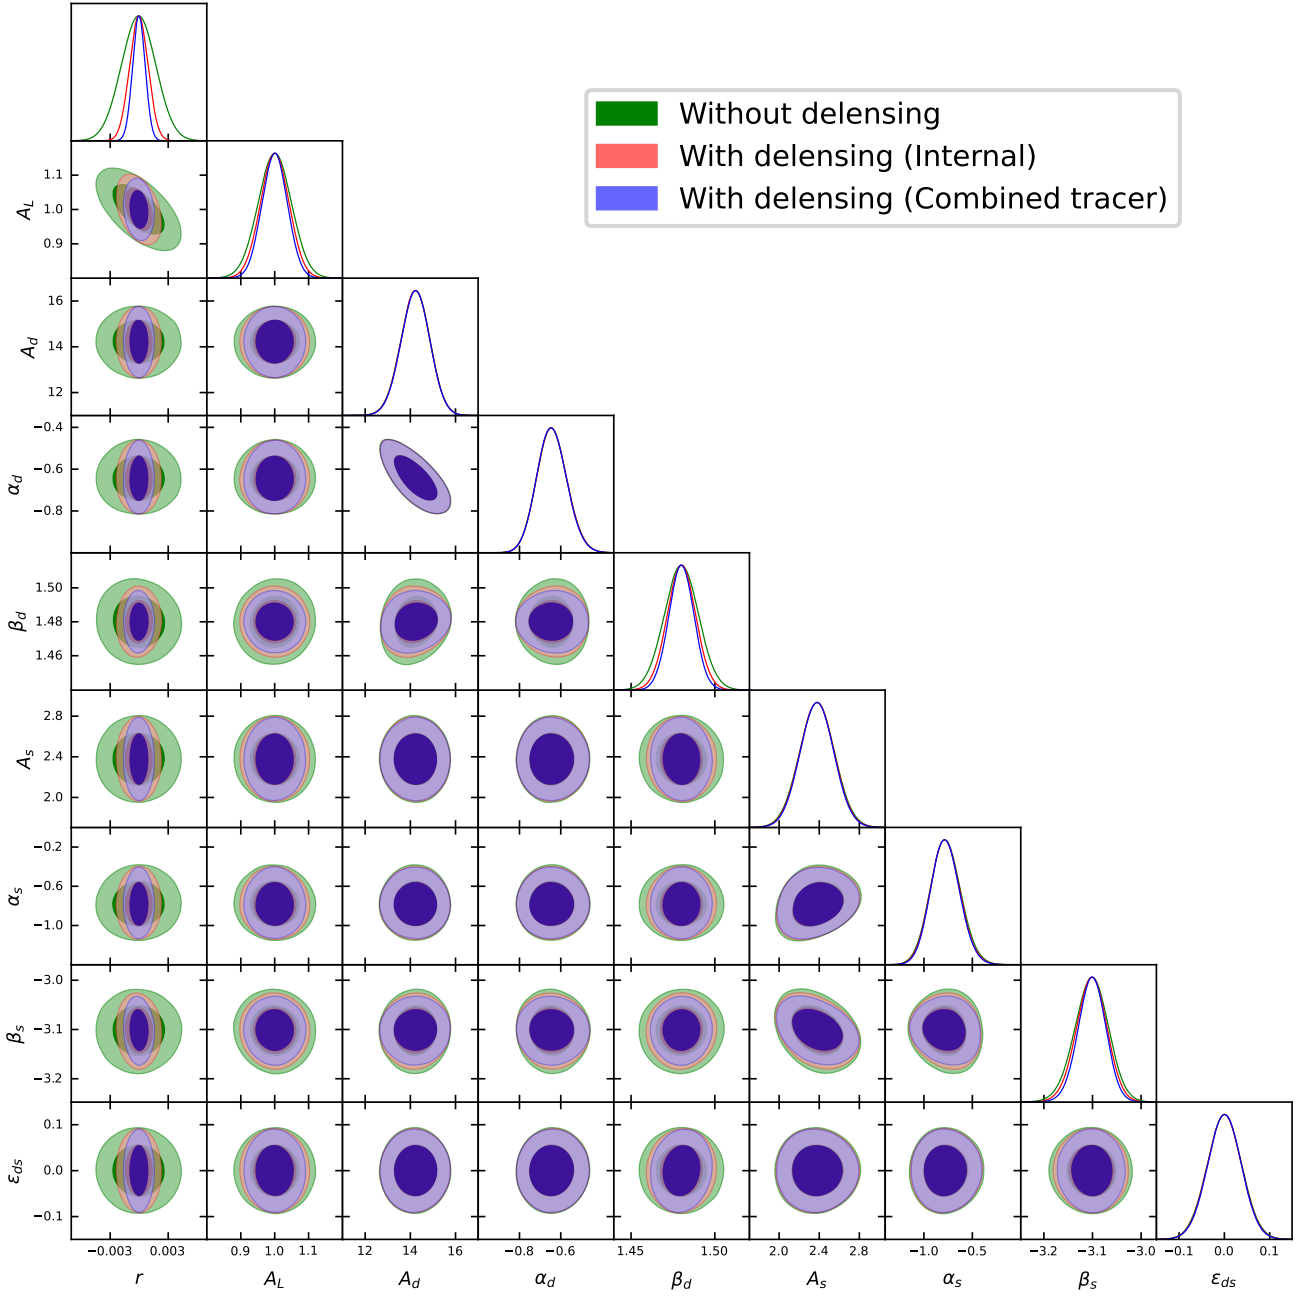 Without delensing
With delensing (Internal)
With delensing (Combined tracer)
1.1
1.0
0.9
A_L
16
14
12
A_d
−0.4
−0.6
−0.8
α_d
1.50
1.48
1.46
β_d
2.8
2.4
2.0
A_s
−0.2
−0.6
−1.0
α_s
−3.0
−3.1
−3.2
β_s
0.1
0.0
−0.1
ε_ds
−0.003 0.003 0.9 1.0 1.1 12 14 16 −0.8 −0.6 1.45 1.50 2.0 2.4 2.8 −1.0 −0.5 −3.2 −3.1 −3.0 −0.1 0.0 0.1
r A_L A_d α_d β_d A_s α_s β_s ε_ds